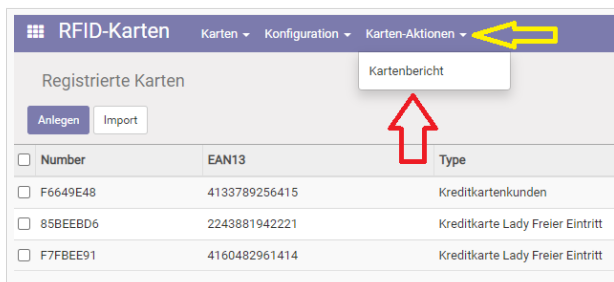 RFID-Karten Karten Konfiguration Karten-Aktionen
Kartenbericht
Registrierte Karten
Anlegen Import
Number EAN13 Type
F6649E48 4133789256415 Kreditkartenkunden
85BEEBD6 2243881942221 Kreditkarte Lady Freier Eintritt
F7FBEE91 4160482961414 Kreditkarte Lady Freier Eintritt